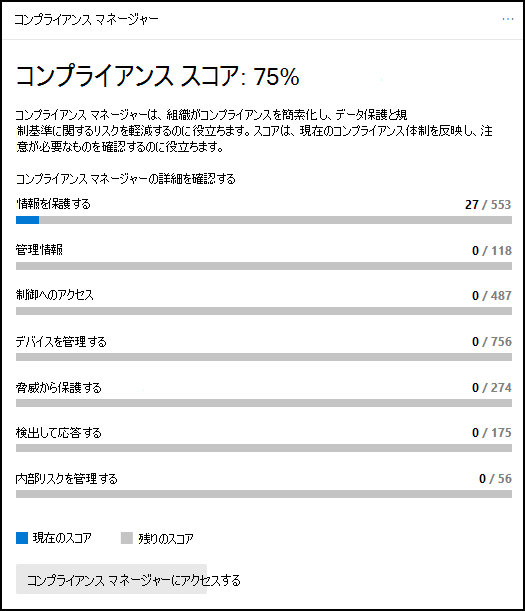 コンプライアンス マネージャー
コンプライアンス スコア: 75%
コンプライアンス マネージャーは、組織がコンプライアンスを簡素化し、データ保護と規
制基準に関するリスクを軽減するのに役立ちます。スコアは、現在のコンプライアンス体制を反映し、注
意が必要なものを確認するのに役立ちます。
コンプライアンス マネージャーの詳細を確認する
情報を保護する 27 / 553
管理情報 0 / 118
制御へのアクセス 0 / 487
デバイスを管理する 0 / 756
脅威から保護する 0 / 274
検出して応答する 0 / 175
内部リスクを管理する 0 / 56
現在のスコア 残りのスコア
コンプライアンス マネージャーにアクセスする